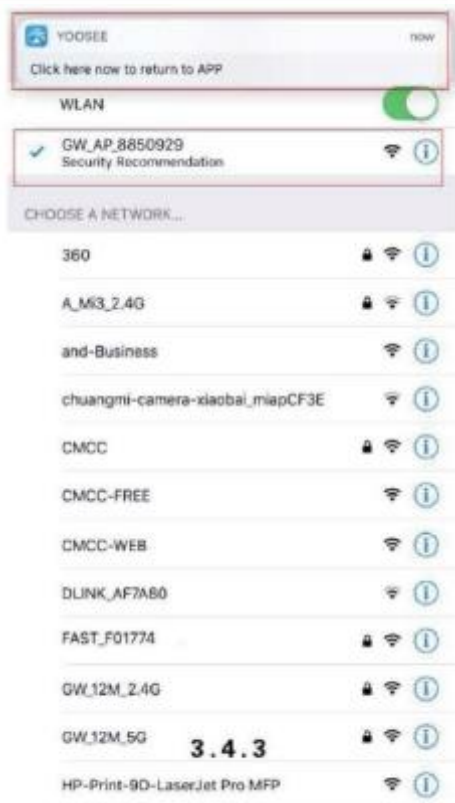 YOOSEE now
Click here now to return to APP
WLAN
GW_AP_8850929
Security Recommendation
CHOOSE A NETWORK...
360
A_Mi3_2.4G
and-Business
chuangmi-camera-xiaobai_miapCF3E
CMCC
CMCC-FREE
CMCC-WEB
DLINK_AF7A80
FAST_F01774
GW_12M_2.4G
GW_12M_5G
3.4.3
HP-Print-9D-LaserJet Pro MFP